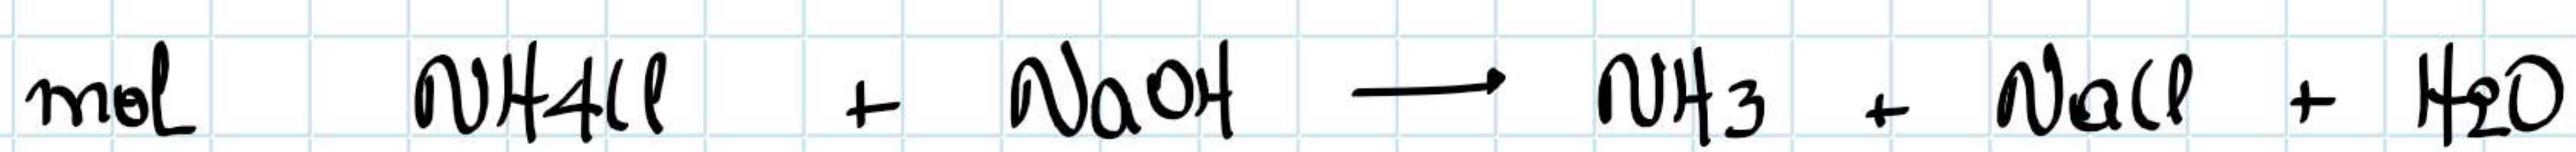 mol NH4Cl + NaOH → NH3 + NaCl + H2O